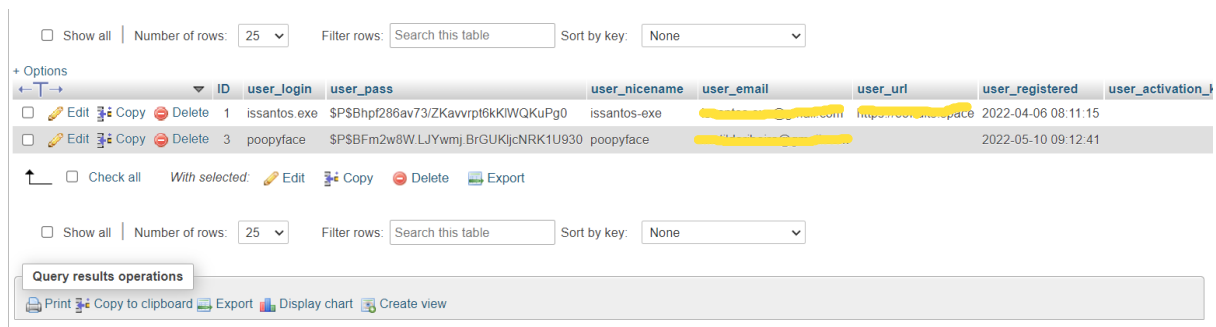 Show all Number of rows: 25 Filter rows: Search this table Sort by key: None
+ Options
←T→ ID user_login user_pass user_nicename user_email user_url user_registered user_activation_k
Edit Copy Delete 1 issantos.exe $P$Bhpf286av73/ZKavvrpt6kKlWQKuPg0 issantos-exe 2022-04-06 08:11:15
Edit Copy Delete 3 poopyface $P$BFm2w8W.LJYwmj.BrGUKljcNRK1U930 poopyface 2022-05-10 09:12:41
Check all With selected: Edit Copy Delete Export
Show all Number of rows: 25 Filter rows: Search this table Sort by key: None
Query results operations
Print Copy to clipboard Export Display chart Create view